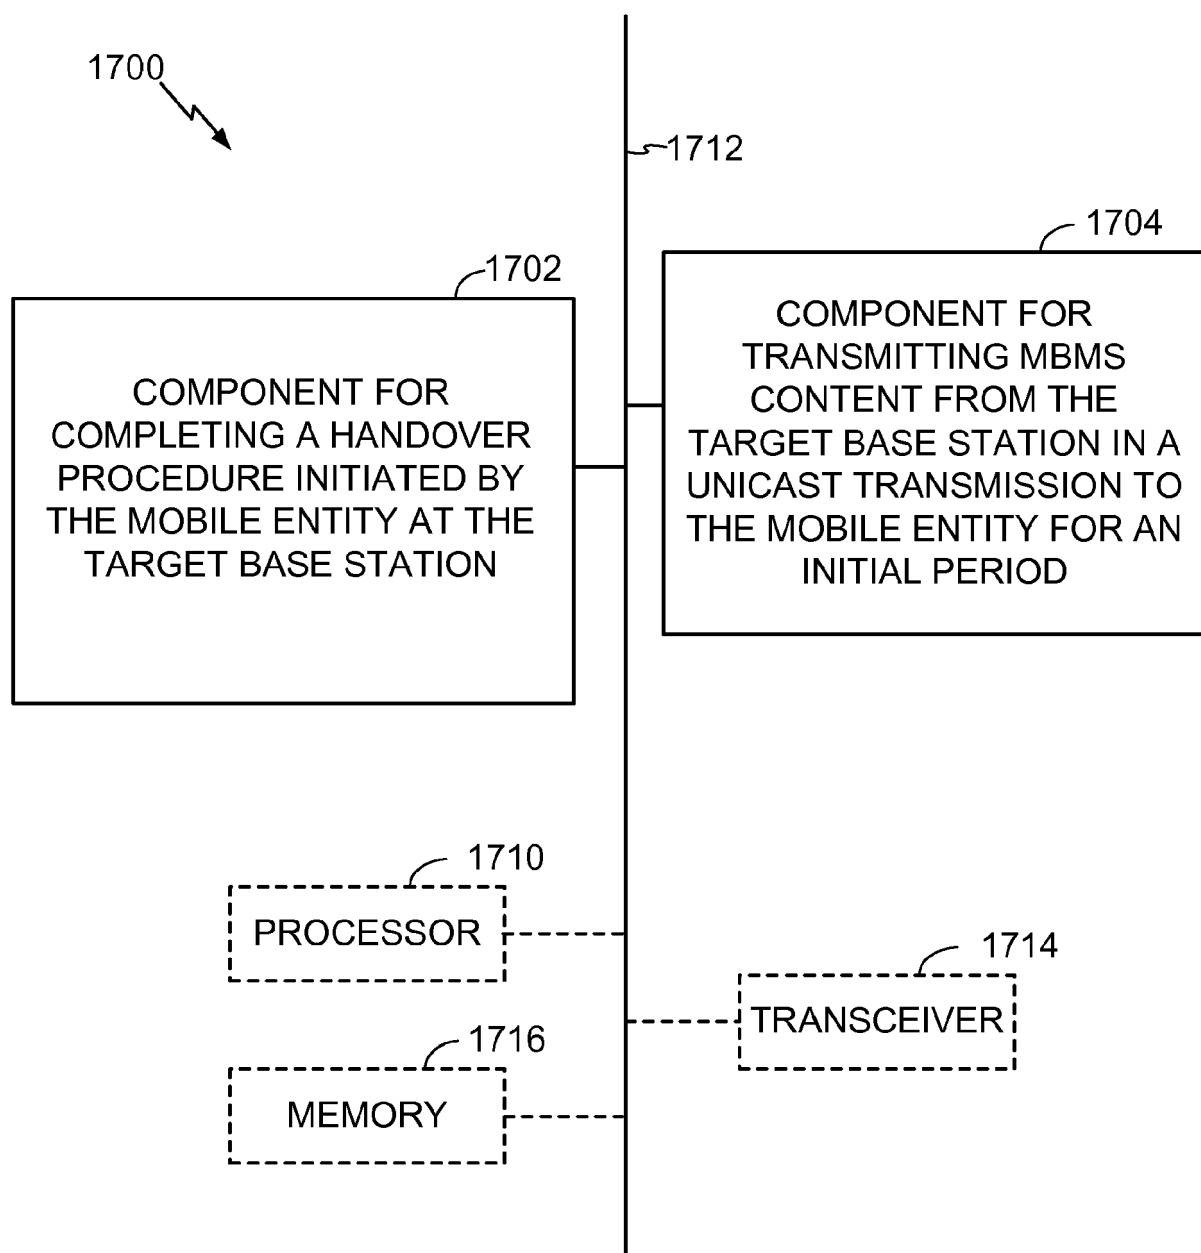 1700
1712
1704
1702
COMPONENT FOR
TRANSMITTING MBMS
CONTENT FROM THE
TARGET BASE STATION IN A
UNICAST TRANSMISSION TO
THE MOBILE ENTITY FOR AN
INITIAL PERIOD
COMPONENT FOR
COMPLETING A HANDOVER
PROCEDURE INITIATED BY
THE MOBILE ENTITY AT THE
TARGET BASE STATION
1710
PROCESSOR
1714
TRANSCEIVER
1716
MEMORY